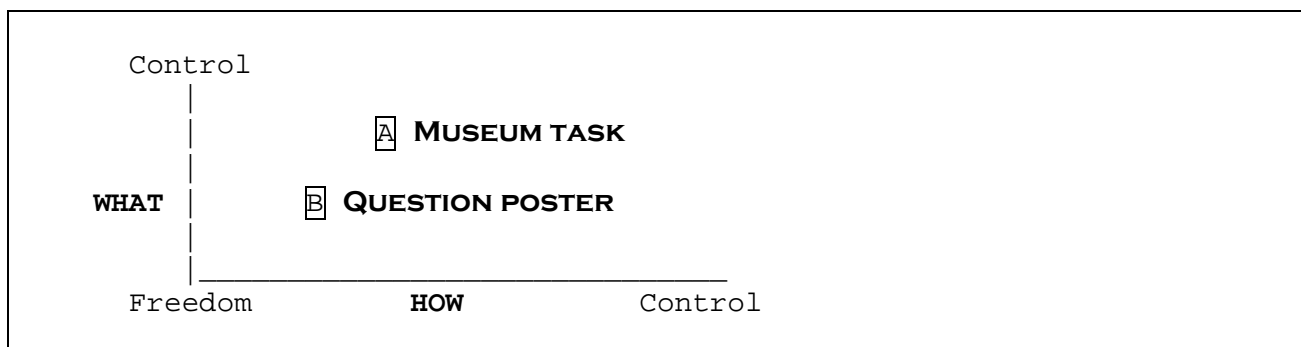 Control
A MUSEUM TASK
WHAT B QUESTION POSTER
Freedom HOW Control